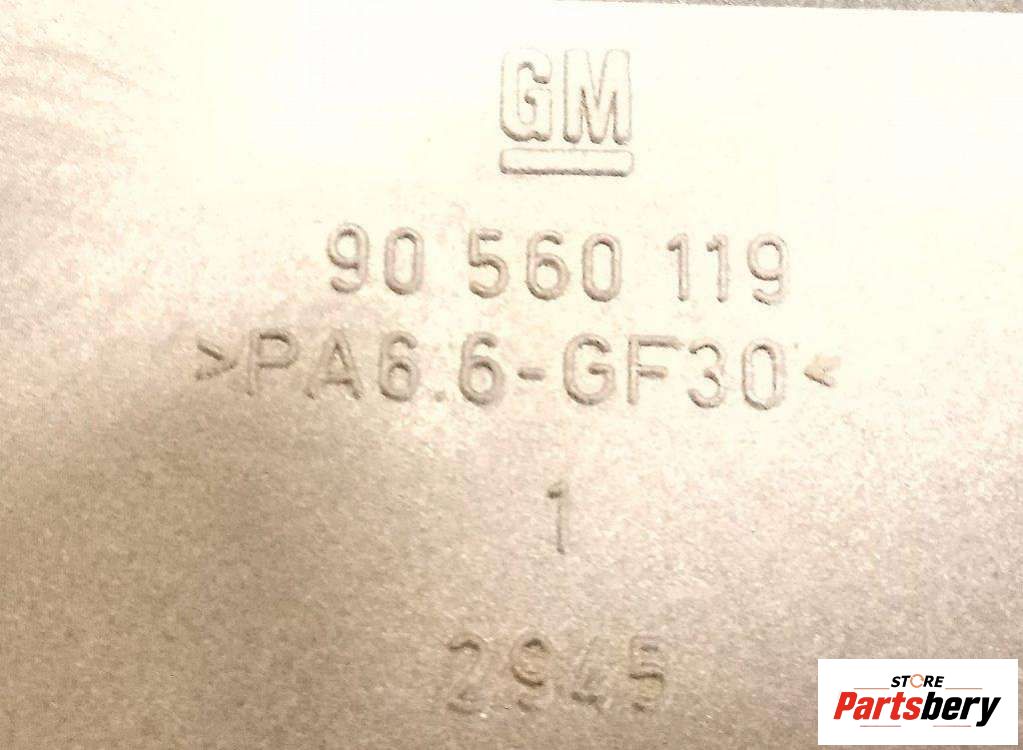 GM
90 560 119
>PA6.6-GF30<
1
2945
STORE
Partsbery